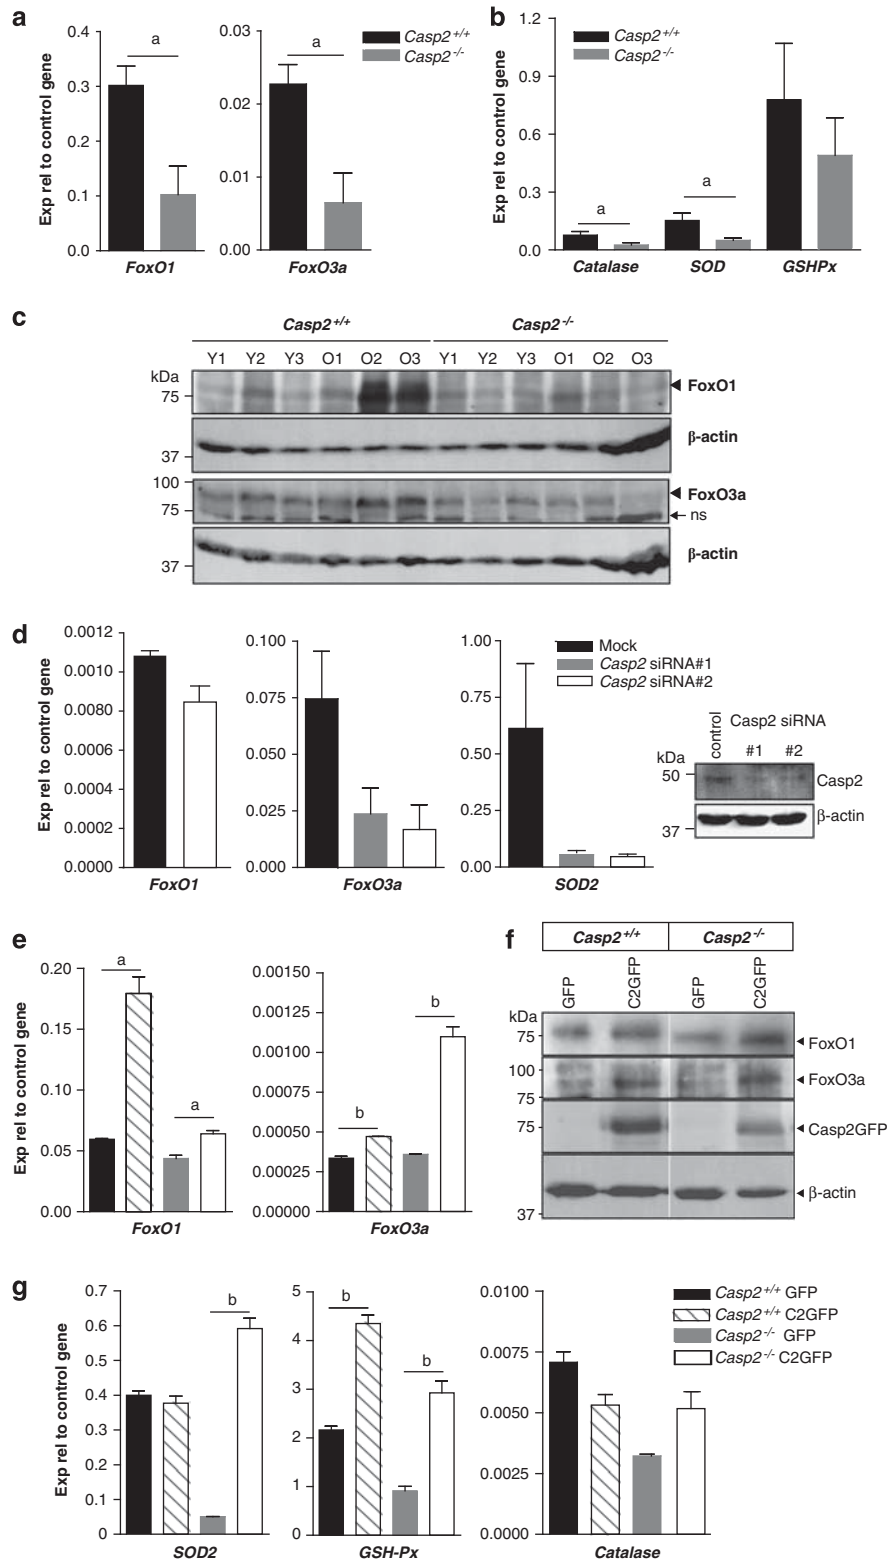 a
Exp rel to control gene
0.4
0.3
0.2
0.1
0.0
a
FoxO1
0.03
0.02
0.01
0.00
a
FoxO3a
Casp2+/+
Casp2-/-
b
Exp rel to control gene
1.2
0.9
0.6
0.3
0.0
Casp2+/+
Casp2-/-
a
a
Catalase SOD GSHPx
c
Casp2+/+ Casp2-/-
Y1 Y2 Y3 O1 O2 O3 Y1 Y2 Y3 O1 O2 O3
kDa
75
FoxO1
β-actin
37
100
FoxO3a
75
ns
β-actin
37
d
Exp rel to control gene
0.0012
0.0010
0.0008
0.0006
0.0004
0.0002
0.0000
FoxO1
0.100
0.075
0.050
0.025
0.000
FoxO3a
1.00
0.75
0.50
0.25
0.00
SOD2
Mock
Casp2 siRNA#1
Casp2 siRNA#2
control
Casp2 siRNA
#1 #2
kDa
50
Casp2
β-actin
37
e
Exp rel to control gene
0.20
0.15
0.10
0.05
0.00
a
a
FoxO1
0.00150
0.00125
0.00100
0.00075
0.00050
0.00025
0.00000
b
b
FoxO3a
f
Casp2+/+ Casp2-/-
GFP C2GFP GFP C2GFP
kDa
75
FoxO1
100
FoxO3a
75
75
Casp2GFP
β-actin
37
g
Exp rel to control gene
0.7
0.6
0.5
0.4
0.3
0.2
0.1
0
b
SOD2
5
4
3
2
1
0
b
b
GSH-Px
0.0100
0.0075
0.0050
0.0025
0.0000
Catalase
Casp2+/+ GFP
Casp2+/+ C2GFP
Casp2-/- GFP
Casp2-/- C2GFP